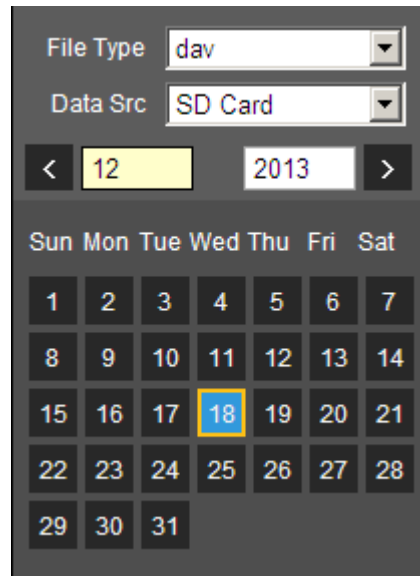 File Type dav
Data Src SD Card
< 12 2013 >
Sun Mon Tue Wed Thu Fri Sat
1 2 3 4 5 6 7
8 9 10 11 12 13 14
15 16 17 18 19 20 21
22 23 24 25 26 27 28
29 30 31